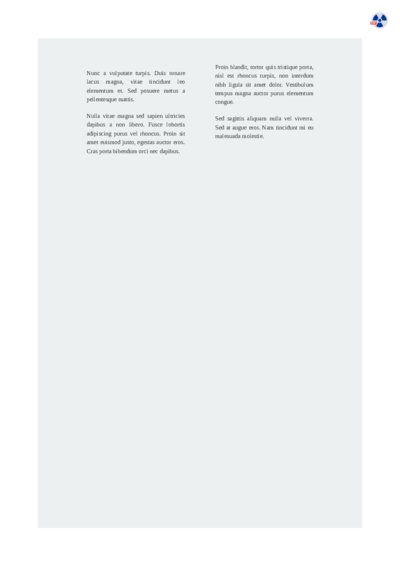 Nunc a vulputate turpis. Duis ornare
lacus magna, vitae tincidunt leo
elementum et. Sed posuere metus a
pellentesque mattis.
Nulla vitae magna sed sapien ultricies
dapibus a non libero. Fusce lobortis
adipiscing purus vel rhoncus. Proin sit
amet euismod justo, egestas auctor eros.
Cras porta bibendum orci nec dapibus.
Proin blandit, tortor quis tristique porta,
nisl est rhoncus turpis, non interdum
nibh ligula sit amet dolor. Vestibulum
tempus magna auctor purus elementum
congue.
Sed sagittis aliquam nulla vel viverra.
Sed at augue eros. Nam tincidunt mi eu
malesuada molestie.